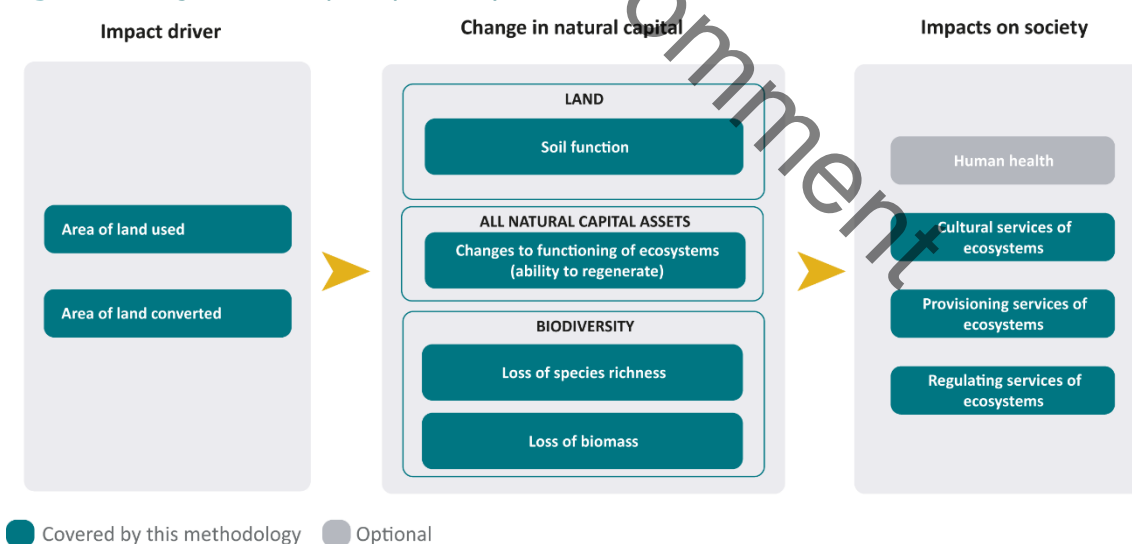 Impact driver
Change in natural capital
Impacts on society
Area of land used
Area of land converted
LAND
Soil function
ALL NATURAL CAPITAL ASSETS
Changes to functioning of ecosystems
(ability to regenerate)
BIODIVERSITY
Loss of species richness
Loss of biomass
Human health
Cultural services of
ecosystems
Provisioning services of
ecosystems
Regulating services of
ecosystems
Covered by this methodology
Optional